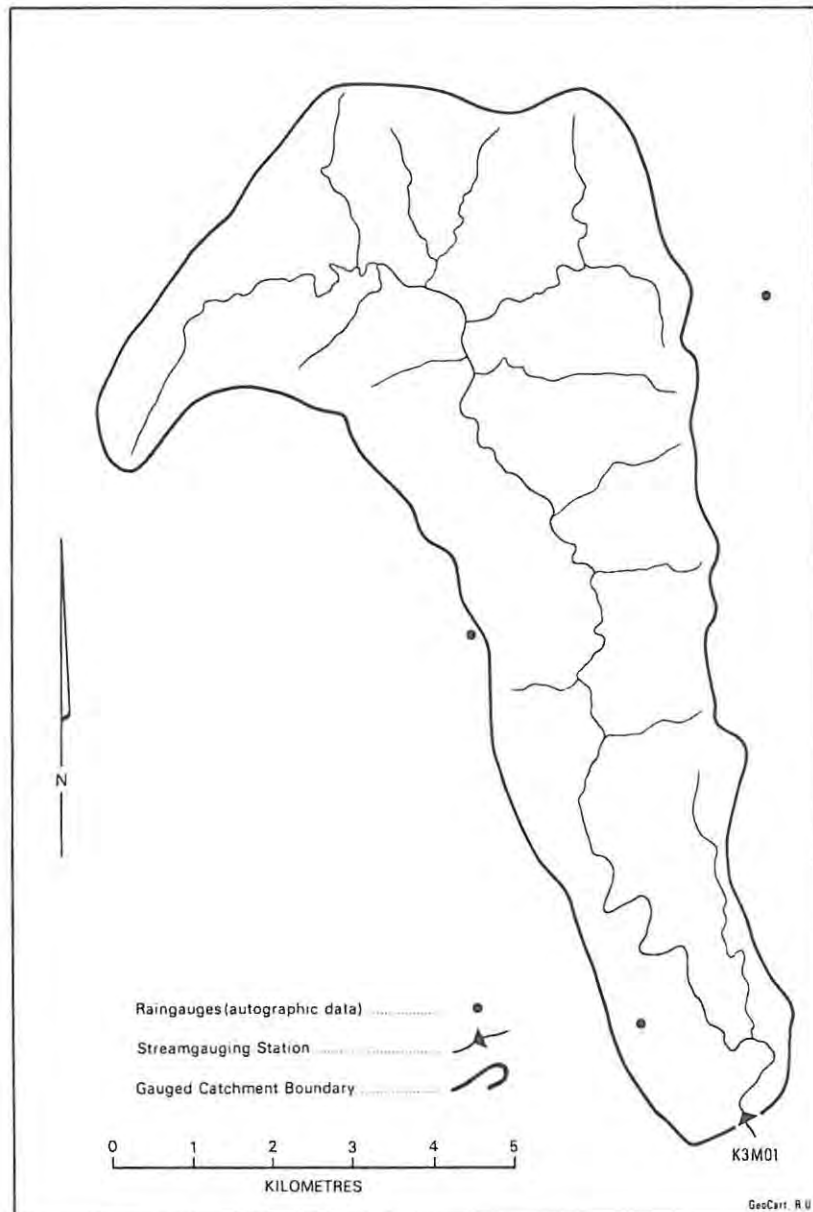 N
Raingauges (autographic data) ..............
Streamgauging Station ........................
Gauged Catchment Boundary ................
K3M01
0 1 2 3 4 5
KILOMETRES
GeoCart. R.U